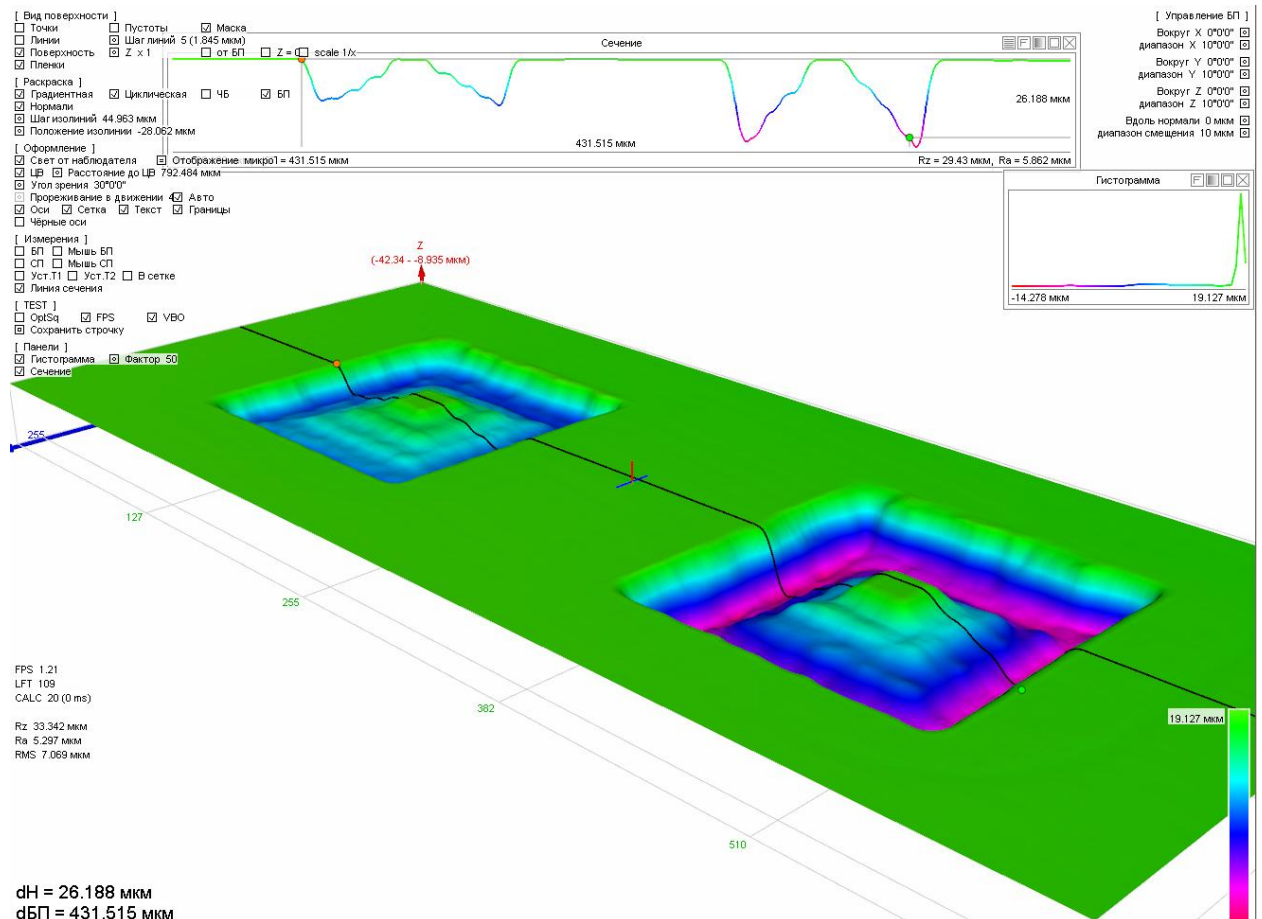 [ Вид поверхности ]
Точки Пустоты Маска
Линии Шаг линий 5 (1.845 мкм)
Поверхность Z x 1 от БП Z = 0 scale 1/x
Пленки
[ Раскраска ]
Градиентная Циклическая ЧБ БП
Нормали
Шаг изолиний 44.963 мкм
Положение изолинии -28.062 мкм
[ Оформление ]
Свет от наблюдателя Отображение микро1 = 431.515 мкм
ЦВ Расстояние до ЦВ 792.484 мкм
Угол зрения 30°0'0"
Прореживание в движении 4 Авто
Оси Сетка Текст Границы
Чёрные оси
[ Измерения ]
БП Мышь БП
СП Мышь СП
Уст.Т1 Уст.Т2 В сетке
Линия сечения
[ TEST ]
OptSq FPS VBO
Сохранить строчку
[ Панели ]
Гистограмма Фактор 50
Сечение
Сечение
26.188 мкм
431.515 мкм
Rz = 29.43 мкм, Ra = 5.862 мкм
[ Управление БП ]
Вокруг X 0°0'0"
диапазон X 10°0'0"
Вокруг Y 0°0'0"
диапазон Y 10°0'0"
Вокруг Z 0°0'0"
диапазон Z 10°0'0"
Вдоль нормали 0 мкм
диапазон смещения 10 мкм
Гистограмма
-14.278 мкм 19.127 мкм
Z
(-42.34 - -8.935 мкм)
255
127
255
382
510
19.127 мкм
FPS 1.21
LFT 109
CALC 20 (0 ms)
Rz 33.342 мкм
Ra 5.297 мкм
RMS 7.069 мкм
dH = 26.188 мкм
dБП = 431.515 мкм